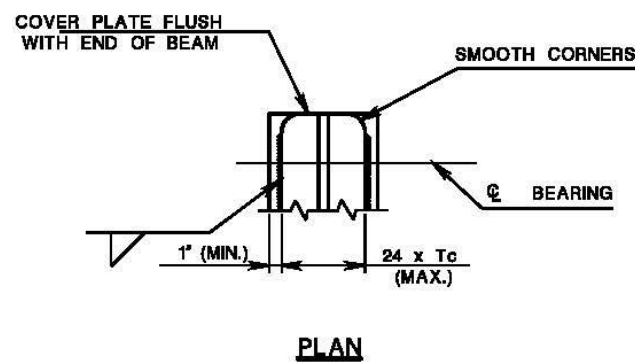 COVER PLATE FLUSH
WITH END OF BEAM
SMOOTH CORNERS
℄ BEARING
1" (MIN.)
24 x Tc
(MAX.)
PLAN